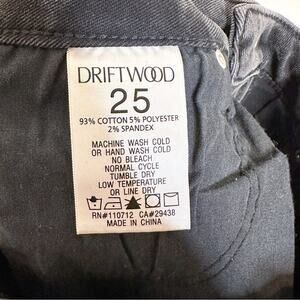 DRIFTWOOD
25
93% COTTON 5% POLYESTER
2% SPANDEX
MACHINE WASH COLD
OR HAND WASH COLD
NO BLEACH
NORMAL CYCLE
TUMBLE DRY
LOW TEMPERATURE
OR LINE DRY
RN#110712 CA#29438
MADE IN CHINA